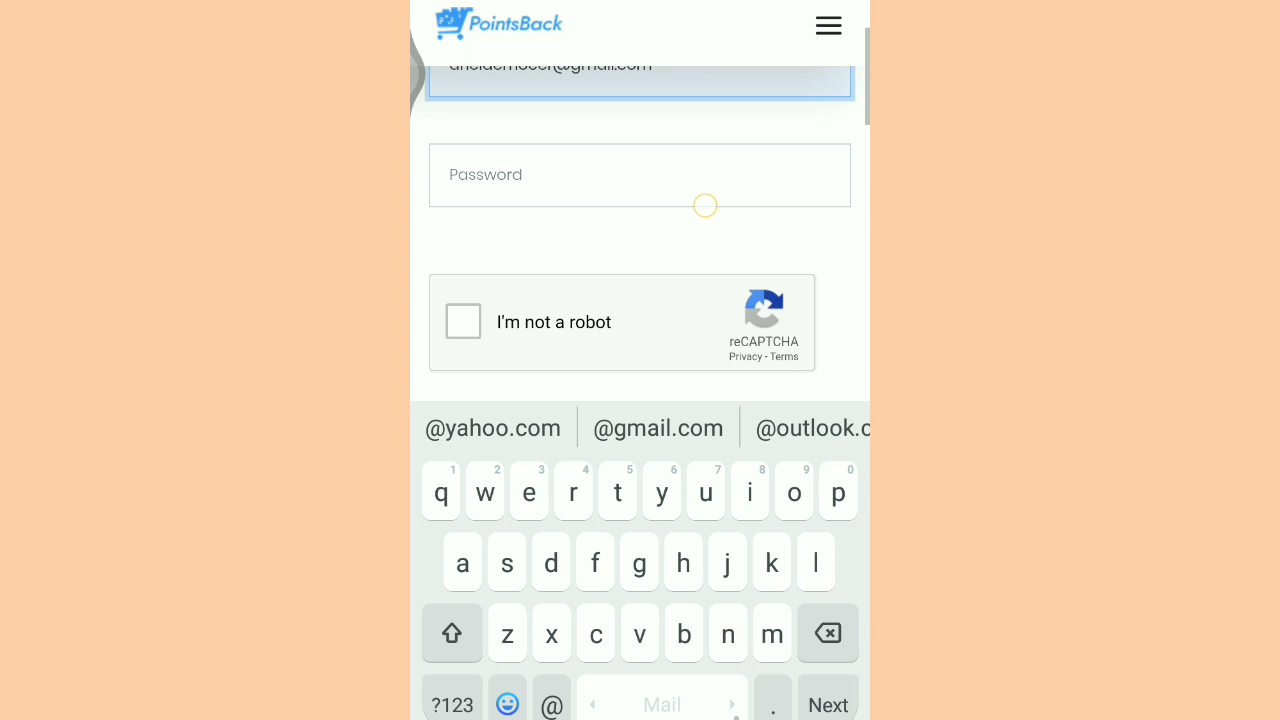 PointsBack
Password
I'm not a robot
reCAPTCHA
Privacy - Terms
@yahoo.com @gmail.com @outlook.c
1 2 3 4 5 6 7 8 9 0
q w e r t y u i o p
a s d f g h j k l
z x c v b n m
?123 @ Mail . Next